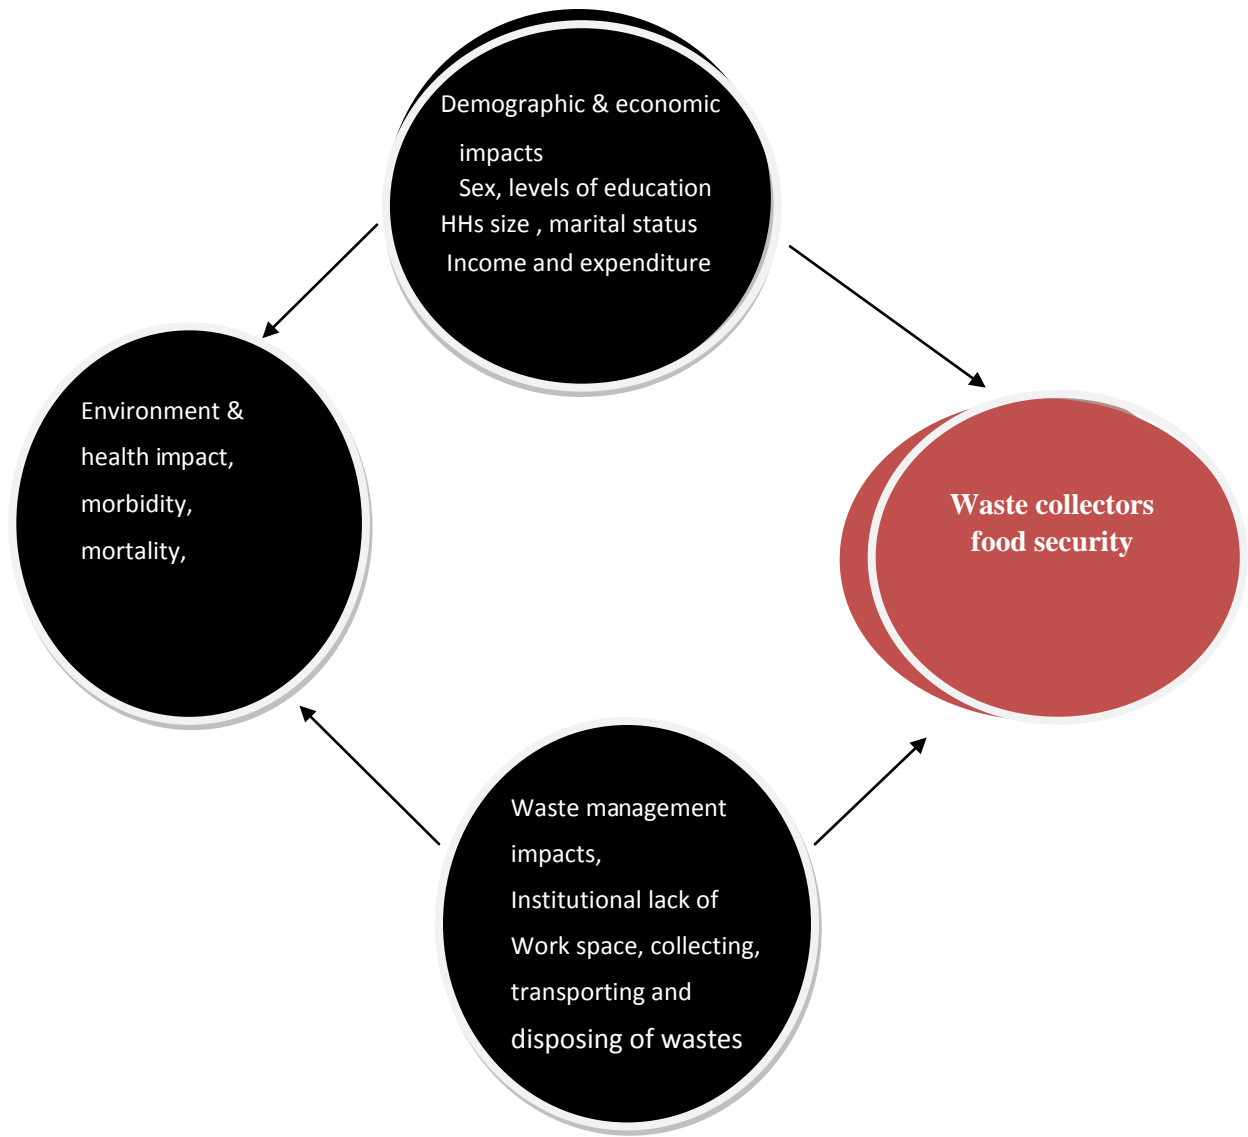 Demographic & economic
impacts
Sex, levels of education
HHs size , marital status
Income and expenditure
Environment &
health impact,
morbidity,
mortality,
Waste collectors
food security
Waste management
impacts,
Institutional lack of
Work space, collecting,
transporting and
disposing of wastes